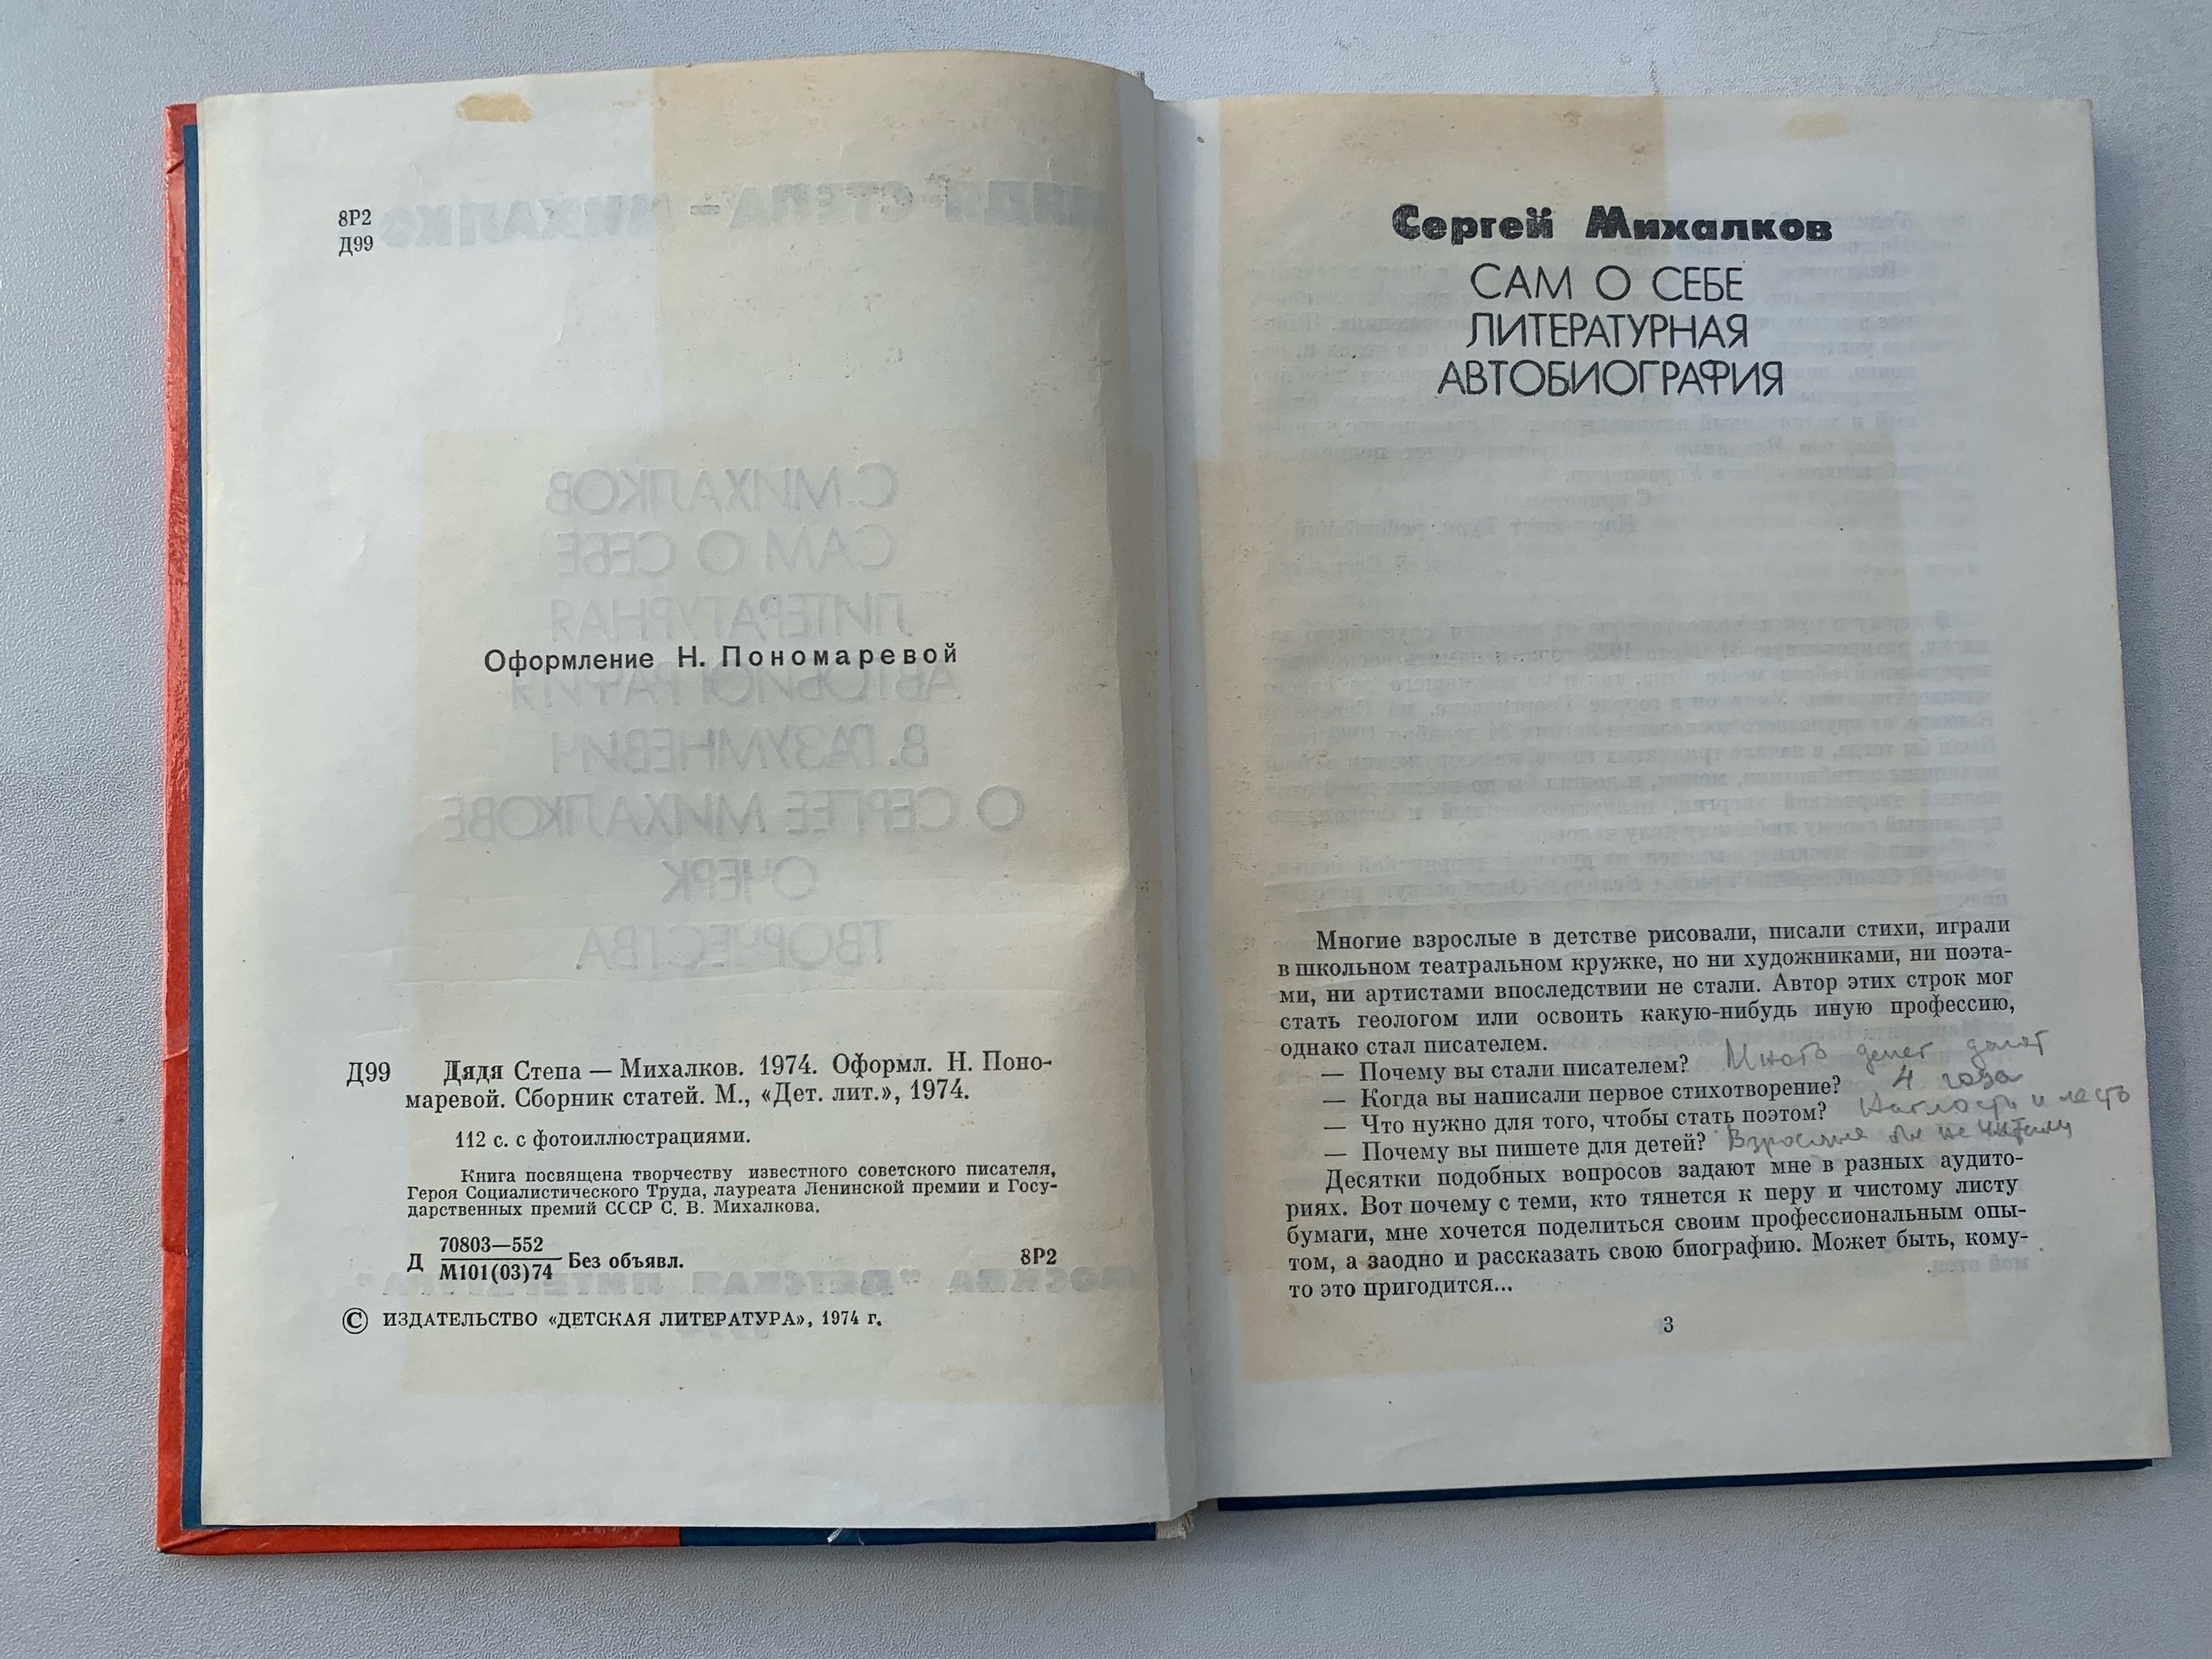 8Р2
Д99
Оформление Н. Пономаревой
Д99 Дядя Степа — Михалков. 1974. Оформл. Н. Поно-
маревой. Сборник статей. М., «Дет. лит.», 1974.
112 с. с фотоиллюстрациями.
Книга посвящена творчеству известного советского писателя,
Героя Социалистического Труда, лауреата Ленинской премии и Госу-
дарственных премий СССР С. В. Михалкова.
70803—552
Д М101(03)74 Без объявл. 8Р2
© ИЗДАТЕЛЬСТВО «ДЕТСКАЯ ЛИТЕРАТУРА», 1974 г.
Сергей Михалков
САМ О СЕБЕ
ЛИТЕРАТУРНАЯ
АВТОБИОГРАФИЯ
Многие взрослые в детстве рисовали, писали стихи, играли
в школьном театральном кружке, но ни художниками, ни поэта-
ми, ни артистами впоследствии не стали. Автор этих строк мог
стать геологом или освоить какую-нибудь иную профессию,
однако стал писателем.
— Почему вы стали писателем? Много денег дают
— Когда вы написали первое стихотворение? 4 года
— Что нужно для того, чтобы стать поэтом? Наглость и лесть
— Почему вы пишете для детей? Взрослые бы не читали
Десятки подобных вопросов задают мне в разных аудито-
риях. Вот почему с теми, кто тянется к перу и чистому листу
бумаги, мне хочется поделиться своим профессиональным опы-
том, а заодно и рассказать свою биографию. Может быть, кому-
то это пригодится...
3